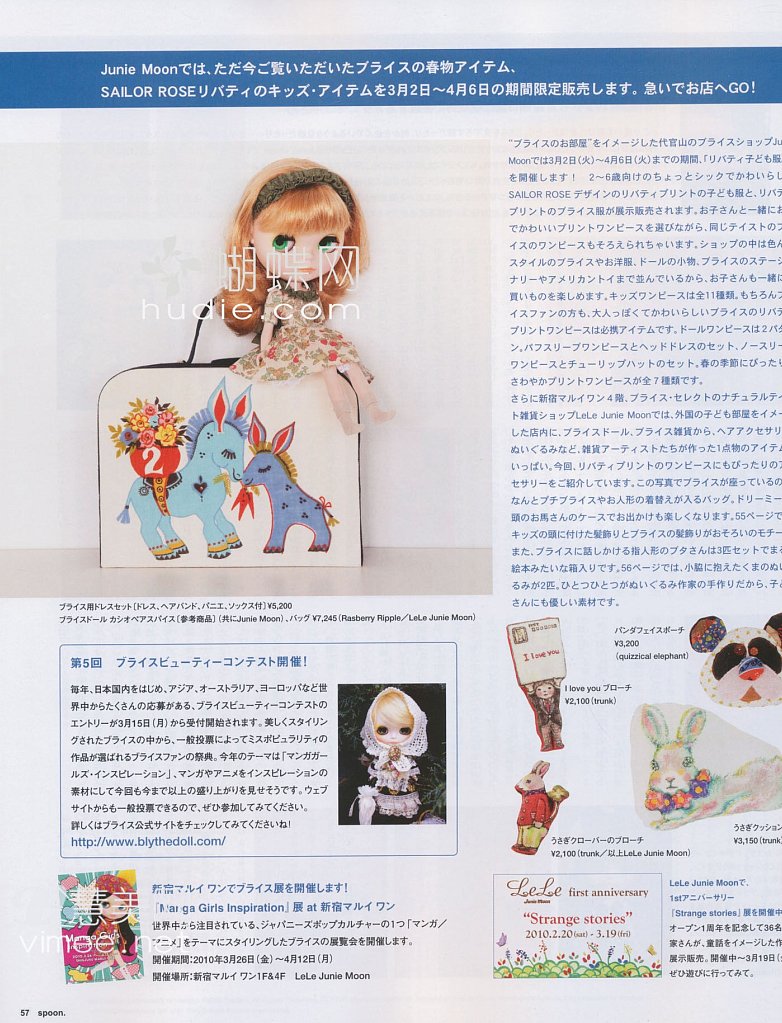 Junie Moonでは、ただ今ご覧いただいたブライスの春物アイテム、
SAILOR ROSEリバティのキッズ・アイテムを3月2日〜4月6日の期間限定販売します。急いでお店へGO!
“ブライスのお部屋”をイメージした代官山のブライスショップJu
Moonでは3月2日(火)〜4月6日(火)までの期間、「リバティ子ども服
を開催します! 2〜6歳向けのちょっとシックでかわいらし
SAILOR ROSE デザインのリバティプリントの子ども服と、リバテ
プリントのブライス服が展示販売されます。お子さんと一緒にお
でかわいいプリントワンピースを選びながら、同じテイストのブ
イスのワンピースもそろえられちゃいます。ショップの中は色ん
スタイルのブライスやお洋服、ドールの小物、ブライスのステーシ
ナリーやアメリカントイまで並んでいるから、お子さんも一緒に
買いものを楽しめます。キッズワンピースは全11種類。もちろんブ
イスファンの方も、大人っぽくてかわいらしいブライスのリバテ
プリントワンピースは必携アイテムです。ドールワンピースは2パタ
ン。パフスリーブワンピースとヘッドドレスのセット、ノースリー
ワンピースとチューリップハットのセット。春の季節にぴったり
さわやかプリントワンピースが全7種類です。
さらに新宿マルイワン4階、ブライス・セレクトのナチュラルテイ
ト雑貨ショップLeLe Junie Moonでは、外国の子ども部屋をイメー
した店内に、ブライスドール、ブライス雑貨から、ヘアアクセサリ
ぬいぐるみなど、雑貨アーティストたちが作った1点物のアイテム
いっぱい。今回、リバティプリントのワンピースにもぴったりのア
セサリーをご紹介しています。この写真でブライスが座っているの
なんとプチブライスやお人形の着替えが入るバッグ。ドリーミー
頭のお馬さんのケースでお出かけも楽しくなります。55ページで
キッズの頭に付けた髪飾りとブライスの髪飾りがおそろいのモチー
また、ブライスに話しかける指人形のブタさんは3匹セットでまる
絵本みたいな箱入りです。56ページでは、小脇に抱えたくまのぬい
るみが2匹。ひとつひとつがぬいぐるみ作家の手作りだから、子ど
さんにも優しい素材です。
蝴蝶网
hudie.com
2
ブライス用ドレスセット〔ドレス、ヘアバンド、パニエ、ソックス付〕¥5,200
ブライスドール カシオペアスパイス〔参考商品〕(共にJunie Moon)、バッグ ¥7,245(Rasberry Ripple/LeLe Junie Moon)
第5回 ブライスビューティーコンテスト開催!
毎年、日本国内をはじめ、アジア、オーストラリア、ヨーロッパなど世
界中からたくさんの応募がある、ブライスビューティーコンテストの
エントリーが3月15日(月)から受付開始されます。美しくスタイリン
グされたブライスの中から、一般投票によってミスポピュラリティの
作品が選ばれるブライスファンの祭典。今年のテーマは「マンガガー
ルズ・インスピレーション」、マンガやアニメをインスピレーションの
素材にして今回も今まで以上の盛り上がりを見せそうです。ウェブ
サイトからも一般投票できるので、ぜひ参加してみてください。
詳しくはブライス公式サイトをチェックしてみてくださいね!
http://www.blythedoll.com/
I love you
I love you ブローチ
¥2,100(trunk)
パンダフェイスポーチ
¥3,200
(quizzical elephant)
うさぎクローバーのブローチ
¥2,100(trunk/以上LeLe Junie Moon)
うさぎクッション
¥3,150(trunk)
新宿マルイ ワンでブライス展を開催します!
『Manga Girls Inspiration』展 at 新宿マルイ ワン
世界中から注目されている、ジャパニーズポップカルチャーの1つ「マンガ/
アニメ」をテーマにスタイリングしたブライスの展覧会を開催します。
開催期間:2010年3月26日(金)〜4月12日(月)
開催場所:新宿マルイ ワン1F&4F LeLe Junie Moon
Manga Girls
LeLe first anniversary
Junie Moon
“Strange stories”
2010.2.20(sat) - 3.19(fri)
LeLe Junie Moonで、
1stアニバーサリー
『Strange stories』展を開催中
オープン1周年を記念して36名
家さんが、童話をイメージした作
展示販売。開催中〜3月19日(金
ぜひ遊びに行ってみて。
57 spoon.